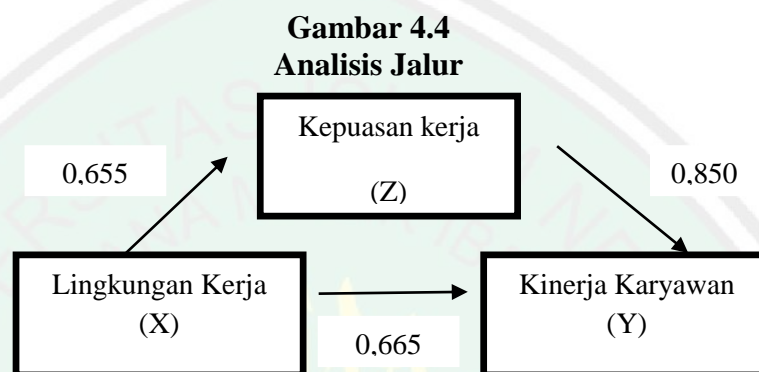 Gambar 4.4
Analisis Jalur
Kepuasan kerja
(Z)
0,655
0,850
Lingkungan Kerja
(X)
Kinerja Karyawan
(Y)
0,665